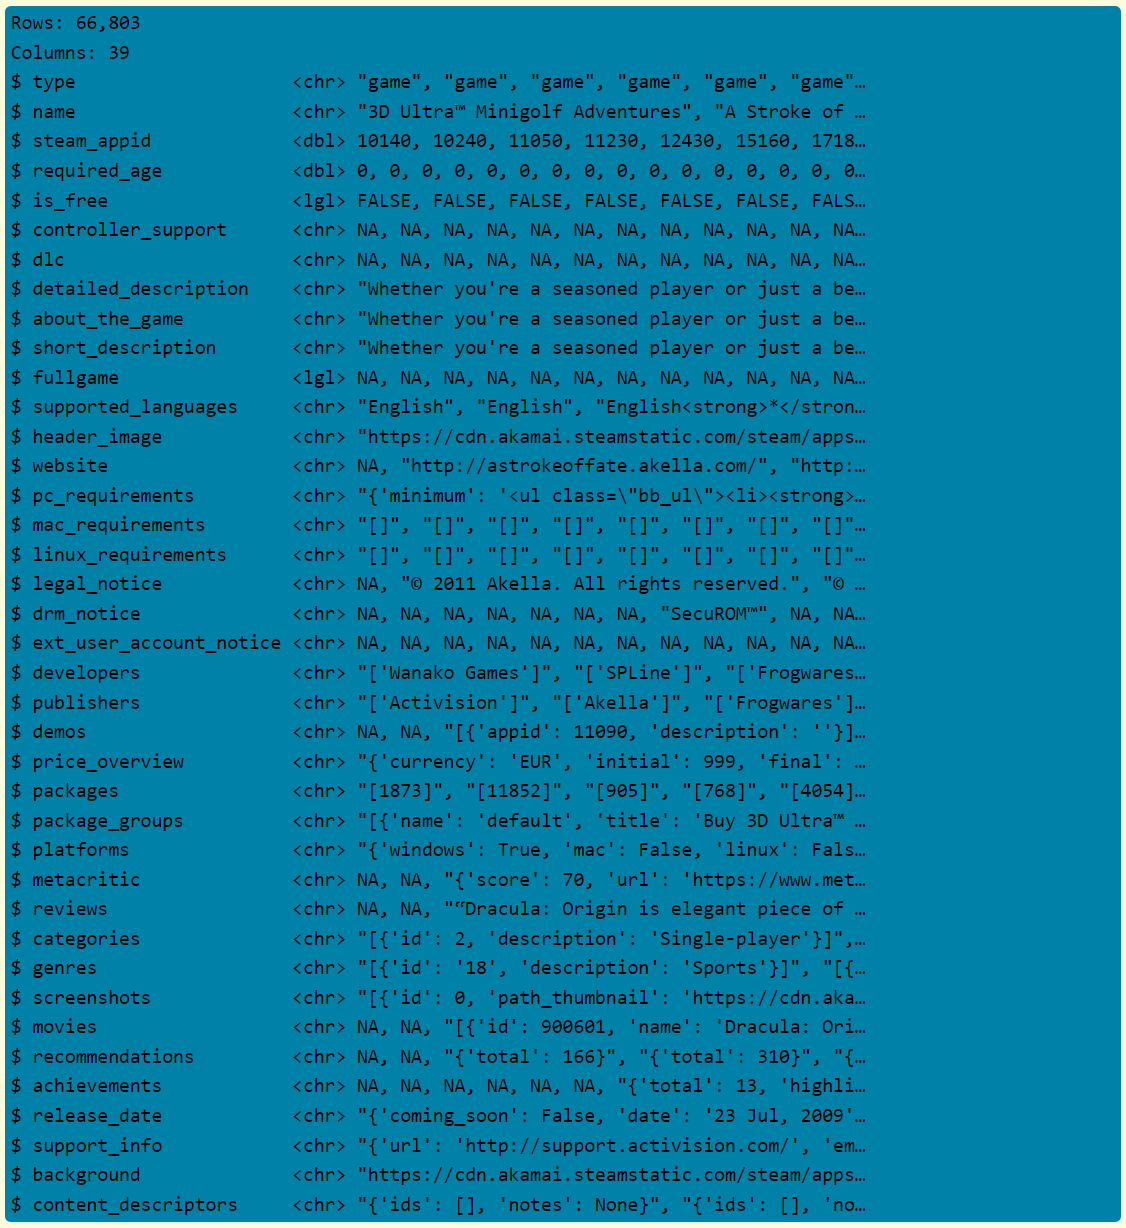 Rows: 66,803
Columns: 39
$ type                    <chr> "game", "game", "game", "game", "game", "game"…
$ name                    <chr> "3D Ultra™ Minigolf Adventures", "A Stroke of …
$ steam_appid             <dbl> 10140, 10240, 11050, 11230, 12430, 15160, 1718…
$ required_age            <dbl> 0, 0, 0, 0, 0, 0, 0, 0, 0, 0, 0, 0, 0, 0, 0, 0…
$ is_free                 <lgl> FALSE, FALSE, FALSE, FALSE, FALSE, FALSE, FALS…
$ controller_support      <chr> NA, NA, NA, NA, NA, NA, NA, NA, NA, NA, NA, NA…
$ dlc                     <chr> NA, NA, NA, NA, NA, NA, NA, NA, NA, NA, NA, NA…
$ detailed_description    <chr> "Whether you're a seasoned player or just a be…
$ about_the_game          <chr> "Whether you're a seasoned player or just a be…
$ short_description       <chr> "Whether you're a seasoned player or just a be…
$ fullgame                <lgl> NA, NA, NA, NA, NA, NA, NA, NA, NA, NA, NA, NA…
$ supported_languages     <chr> "English", "English", "English<strong>*</stron…
$ header_image            <chr> "https://cdn.akamai.steamstatic.com/steam/apps…
$ website                 <chr> NA, "http://astrokeoffate.akella.com/", "http:…
$ pc_requirements         <chr> "{'minimum': '<ul class=\"bb_ul\"><li><strong>…
$ mac_requirements        <chr> "[]", "[]", "[]", "[]", "[]", "[]", "[]", "[]"…
$ linux_requirements      <chr> "[]", "[]", "[]", "[]", "[]", "[]", "[]", "[]"…
$ legal_notice            <chr> NA, "© 2011 Akella. All rights reserved.", "© …
$ drm_notice              <chr> NA, NA, NA, NA, NA, NA, NA, "SecuROM™", NA, NA…
$ ext_user_account_notice <chr> NA, NA, NA, NA, NA, NA, NA, NA, NA, NA, NA, NA…
$ developers              <chr> "['Wanako Games']", "['SPLine']", "['Frogwares…
$ publishers              <chr> "['Activision']", "['Akella']", "['Frogwares']…
$ demos                   <chr> NA, NA, "[{'appid': 11090, 'description': ''}]…
$ price_overview          <chr> "{'currency': 'EUR', 'initial': 999, 'final': …
$ packages                <chr> "[1873]", "[11852]", "[905]", "[768]", "[4054]…
$ package_groups          <chr> "[{'name': 'default', 'title': 'Buy 3D Ultra™ …
$ platforms               <chr> "{'windows': True, 'mac': False, 'linux': Fals…
$ metacritic              <chr> NA, NA, "{'score': 70, 'url': 'https://www.met…
$ reviews                 <chr> NA, NA, "“Dracula: Origin is elegant piece of …
$ categories              <chr> "[{'id': 2, 'description': 'Single-player'}]",…
$ genres                  <chr> "[{'id': '18', 'description': 'Sports'}]", "[{…
$ screenshots             <chr> "[{'id': 0, 'path_thumbnail': 'https://cdn.aka…
$ movies                  <chr> NA, NA, "[{'id': 900601, 'name': 'Dracula: Ori…
$ recommendations         <chr> NA, NA, "{'total': 166}", "{'total': 310}", "{…
$ achievements            <chr> NA, NA, NA, NA, NA, NA, "{'total': 13, 'highli…
$ release_date            <chr> "{'coming_soon': False, 'date': '23 Jul, 2009'…
$ support_info            <chr> "{'url': 'http://support.activision.com/', 'em…
$ background              <chr> "https://cdn.akamai.steamstatic.com/steam/apps…
$ content_descriptors     <chr> "{'ids': [], 'notes': None}", "{'ids': [], 'no…